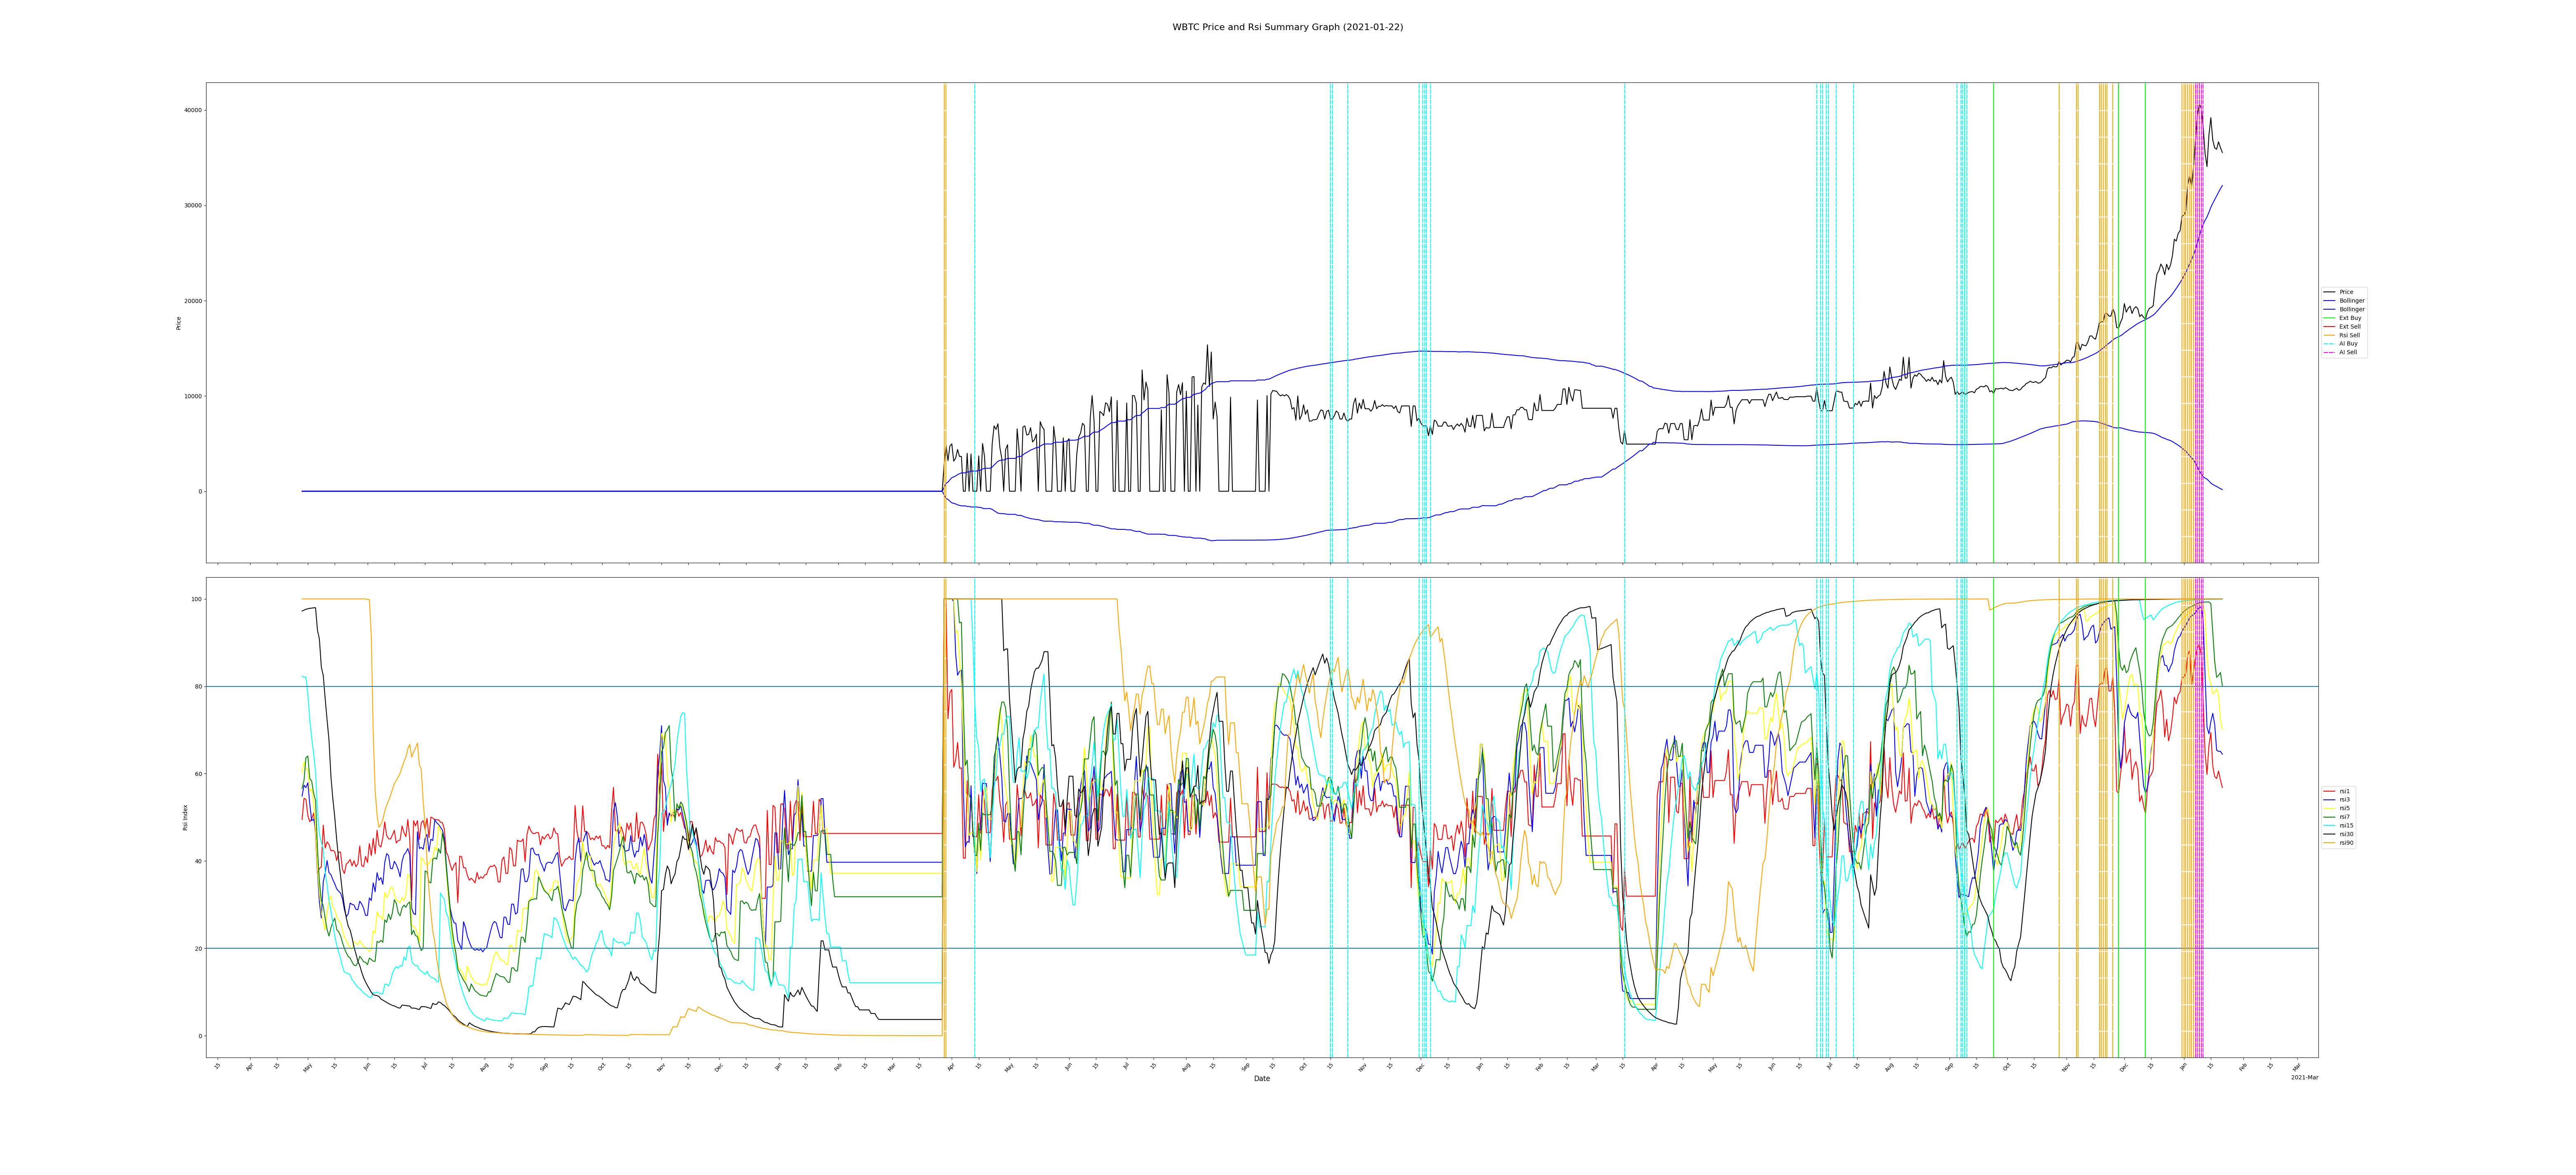 WBTC Price and Rsi Summary Graph (2021-01-22)
Price
40000
30000
20000
10000
0
Price
Bollinger
Bollinger
Ext Buy
Ext Sell
Rsi Sell
AI Buy
AI Sell
Rsi Index
100
80
60
40
20
0
rsi1
rsi3
rsi5
rsi7
rsi15
rsi30
rsi90
15 Apr 15 May 15 Jun 15 Jul 15 Aug 15 Sep 15 Oct 15 Nov 15 Dec 15 Jan 15 Feb 15 Mar 15 Apr 15 May 15 Jun 15 Jul 15 Aug 15 Sep 15 Oct 15 Nov 15 Dec 15 Jan 15 Feb 15 Mar 15 Apr 15 May 15 Jun 15 Jul 15 Aug 15 Sep 15 Oct 15 Nov 15 Dec 15 Jan 15 Feb 15 Mar
Date
2021-Mar